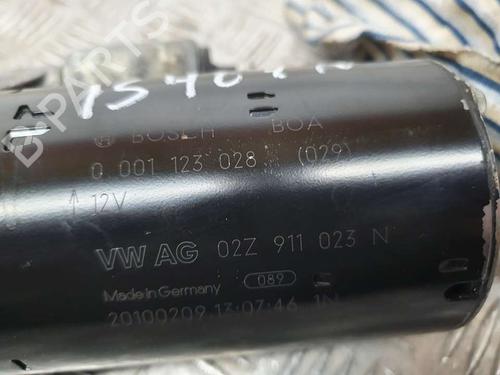 BOSCH BOA
0 001 123 028 (029)
↑ 12V
VW AG 02Z 911 023 N
Made in Germany 089
20100209 13:07:46 1N
B PARTS